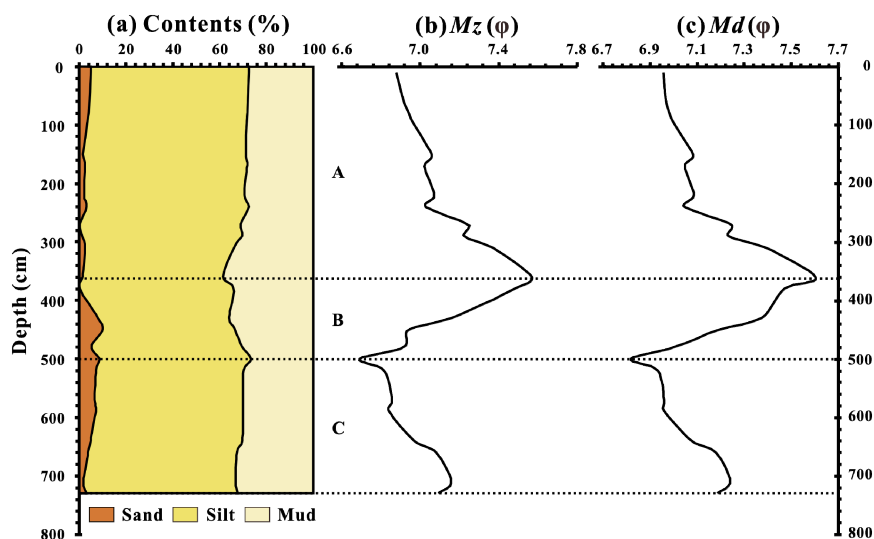 (a) Contents (%) (b) Mz (φ) (c) Md (φ)
0 20 40 60 80 100 6.6 7.0 7.4 7.8 6.7 6.9 7.1 7.3 7.5 7.7
0 0
100 100
A
200 200
300 300
Depth (cm)
400 400
B
500 500
600 600
C
700 700
Sand Silt Mud
800 800